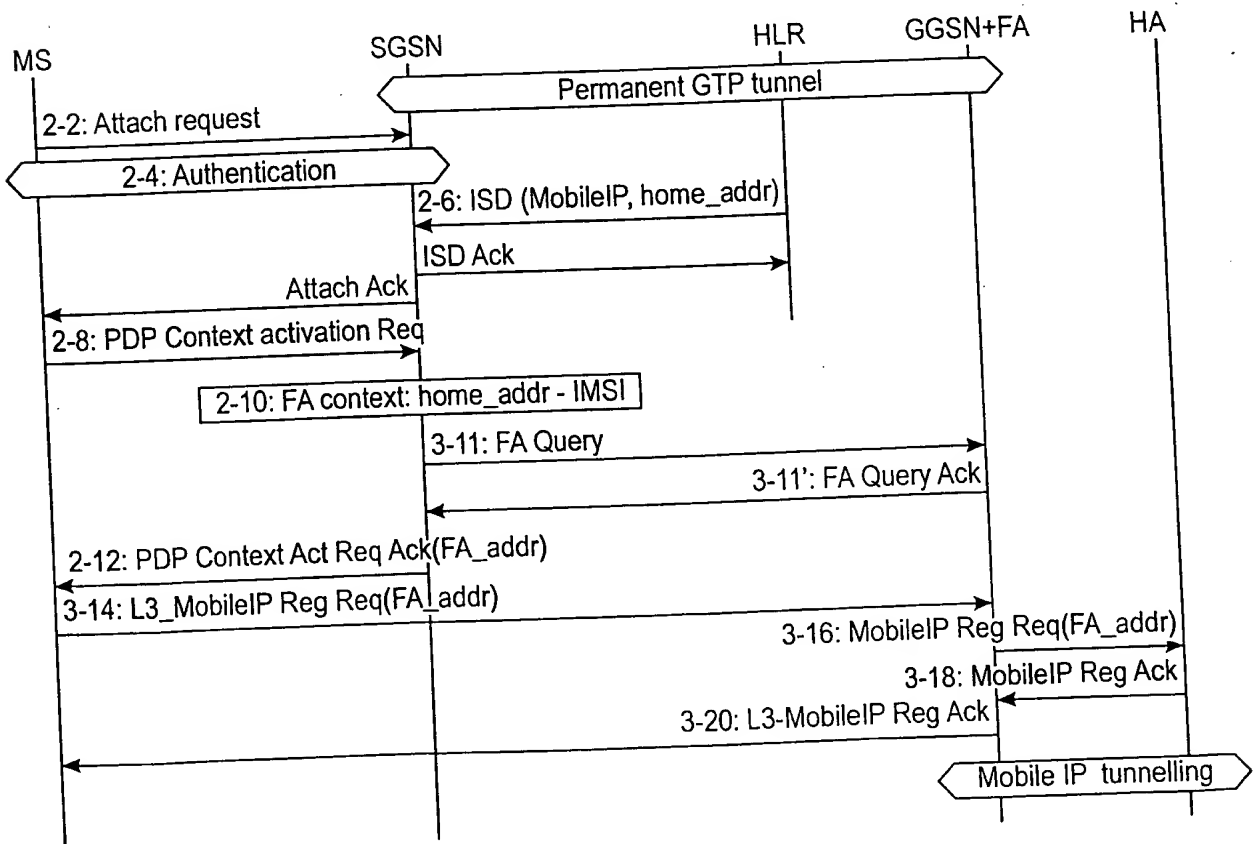 MS
SGSN
HLR
GGSN+FA
HA
Permanent GTP tunnel
2-2: Attach request
2-4: Authentication
2-6: ISD (MobileIP, home_addr)
ISD Ack
Attach Ack
2-8: PDP Context activation Req
2-10: FA context: home_addr - IMSI
3-11: FA Query
3-11': FA Query Ack
2-12: PDP Context Act Req Ack(FA_addr)
3-14: L3_MobileIP Reg Req(FA_addr)
3-16: MobileIP Reg Req(FA_addr)
3-18: MobileIP Reg Ack
3-20: L3-MobileIP Reg Ack
Mobile IP tunnelling